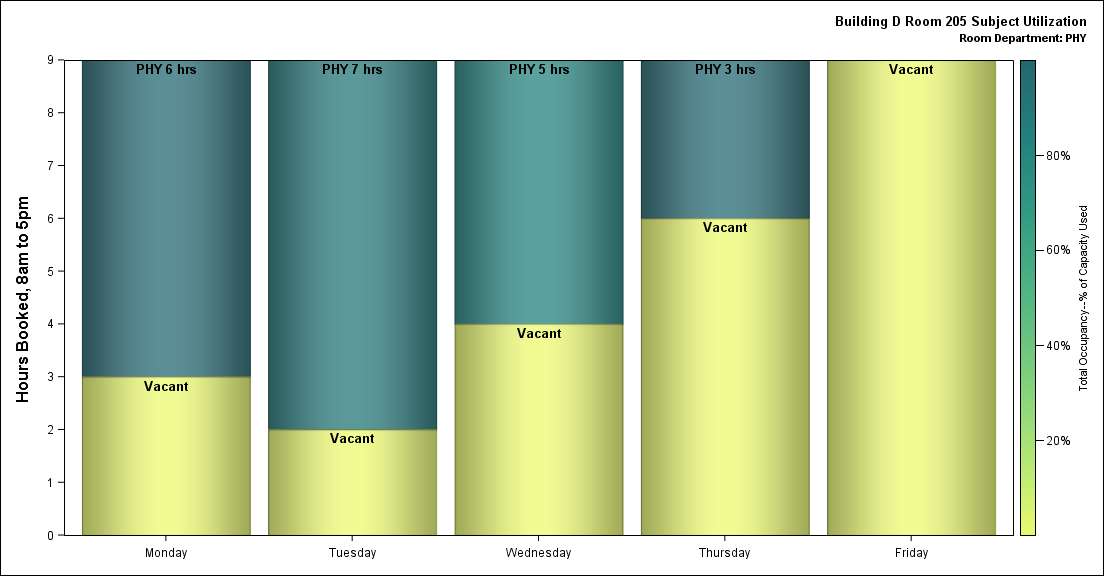 Building D Room 205 Subject Utilization
Room Department: PHY
Hours Booked, 8am to 5pm
9
8
7
6
5
4
3
2
1
0
PHY 6 hrs
Vacant
PHY 7 hrs
Vacant
PHY 5 hrs
Vacant
PHY 3 hrs
Vacant
Vacant
Monday
Tuesday
Wednesday
Thursday
Friday
80%
60%
40%
20%
Total Occupancy--% of Capacity Used